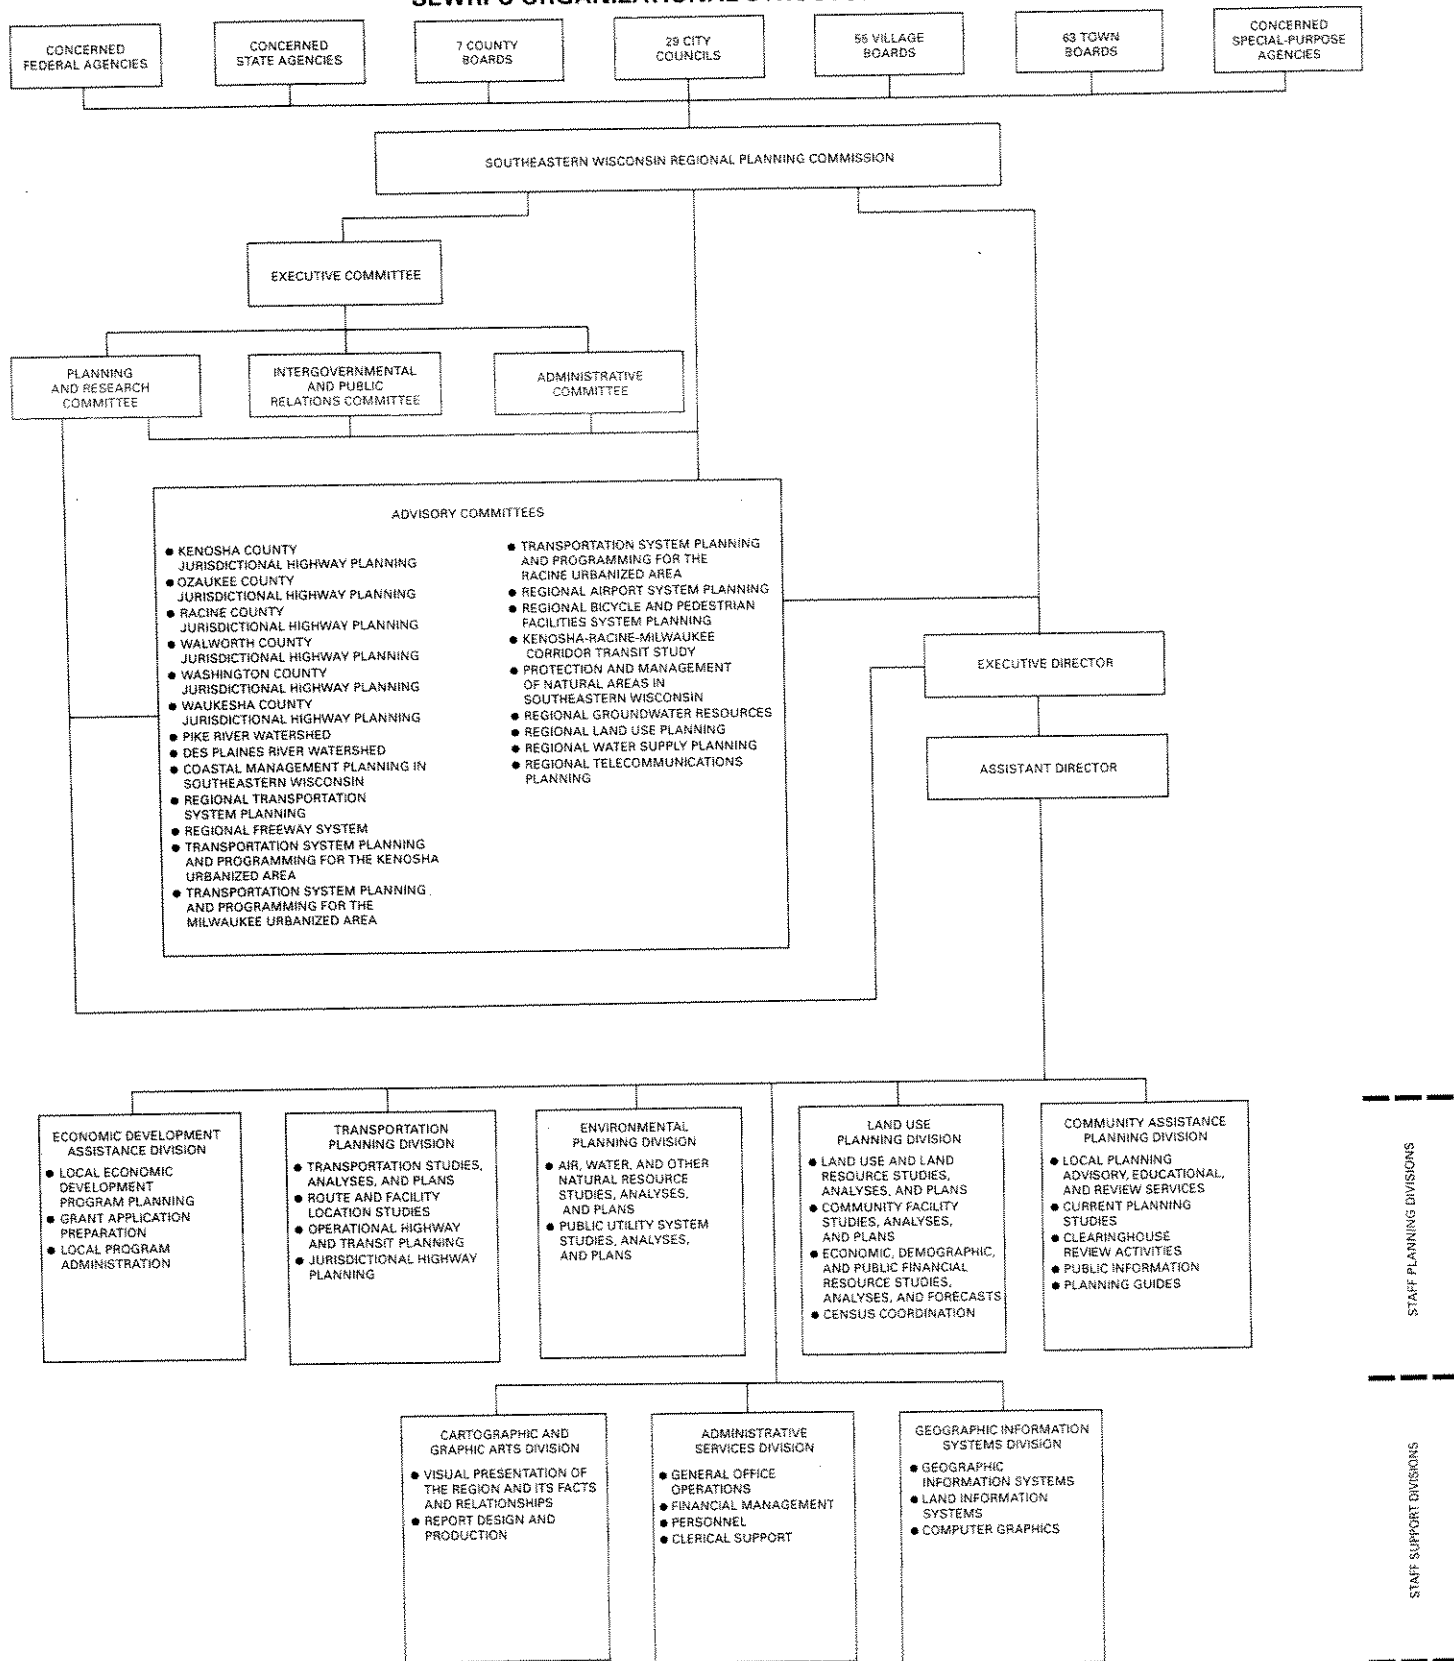 SEWRPC ORGANIZATIONAL STRUCTURE
CONCERNED
FEDERAL AGENCIES
CONCERNED
STATE AGENCIES
7 COUNTY
BOARDS
29 CITY
COUNCILS
55 VILLAGE
BOARDS
63 TOWN
BOARDS
CONCERNED
SPECIAL-PURPOSE
AGENCIES
SOUTHEASTERN WISCONSIN REGIONAL PLANNING COMMISSION
EXECUTIVE COMMITTEE
PLANNING
AND RESEARCH
COMMITTEE
INTERGOVERNMENTAL
AND PUBLIC
RELATIONS COMMITTEE
ADMINISTRATIVE
COMMITTEE
ADVISORY COMMITTEES
● KENOSHA COUNTY
JURISDICTIONAL HIGHWAY PLANNING
● OZAUKEE COUNTY
JURISDICTIONAL HIGHWAY PLANNING
● RACINE COUNTY
JURISDICTIONAL HIGHWAY PLANNING
● WALWORTH COUNTY
JURISDICTIONAL HIGHWAY PLANNING
● WASHINGTON COUNTY
JURISDICTIONAL HIGHWAY PLANNING
● WAUKESHA COUNTY
JURISDICTIONAL HIGHWAY PLANNING
● PIKE RIVER WATERSHED
● DES PLAINES RIVER WATERSHED
● COASTAL MANAGEMENT PLANNING IN
SOUTHEASTERN WISCONSIN
● REGIONAL TRANSPORTATION
SYSTEM PLANNING
● REGIONAL FREEWAY SYSTEM
● TRANSPORTATION SYSTEM PLANNING
AND PROGRAMMING FOR THE KENOSHA
URBANIZED AREA
● TRANSPORTATION SYSTEM PLANNING
AND PROGRAMMING FOR THE
MILWAUKEE URBANIZED AREA
● TRANSPORTATION SYSTEM PLANNING
AND PROGRAMMING FOR THE
RACINE URBANIZED AREA
● REGIONAL AIRPORT SYSTEM PLANNING
● REGIONAL BICYCLE AND PEDESTRIAN
FACILITIES SYSTEM PLANNING
● KENOSHA-RACINE-MILWAUKEE
CORRIDOR TRANSIT STUDY
● PROTECTION AND MANAGEMENT
OF NATURAL AREAS IN
SOUTHEASTERN WISCONSIN
● REGIONAL GROUNDWATER RESOURCES
● REGIONAL LAND USE PLANNING
● REGIONAL WATER SUPPLY PLANNING
● REGIONAL TELECOMMUNICATIONS
PLANNING
EXECUTIVE DIRECTOR
ASSISTANT DIRECTOR
ECONOMIC DEVELOPMENT
ASSISTANCE DIVISION
● LOCAL ECONOMIC
DEVELOPMENT
PROGRAM PLANNING
● GRANT APPLICATION
PREPARATION
● LOCAL PROGRAM
ADMINISTRATION
TRANSPORTATION
PLANNING DIVISION
● TRANSPORTATION STUDIES,
ANALYSES, AND PLANS
● ROUTE AND FACILITY
LOCATION STUDIES
● OPERATIONAL HIGHWAY
AND TRANSIT PLANNING
● JURISDICTIONAL HIGHWAY
PLANNING
ENVIRONMENTAL
PLANNING DIVISION
● AIR, WATER, AND OTHER
NATURAL RESOURCE
STUDIES, ANALYSES,
AND PLANS
● PUBLIC UTILITY SYSTEM
STUDIES, ANALYSES,
AND PLANS
LAND USE
PLANNING DIVISION
● LAND USE AND LAND
RESOURCE STUDIES,
ANALYSES, AND PLANS
● COMMUNITY FACILITY
STUDIES, ANALYSES,
AND PLANS
● ECONOMIC, DEMOGRAPHIC,
AND PUBLIC FINANCIAL
RESOURCE STUDIES,
ANALYSES, AND FORECASTS
● CENSUS COORDINATION
COMMUNITY ASSISTANCE
PLANNING DIVISION
● LOCAL PLANNING
ADVISORY, EDUCATIONAL,
AND REVIEW SERVICES
● CURRENT PLANNING
STUDIES
● CLEARINGHOUSE
REVIEW ACTIVITIES
● PUBLIC INFORMATION
● PLANNING GUIDES
STAFF PLANNING DIVISIONS
CARTOGRAPHIC AND
GRAPHIC ARTS DIVISION
● VISUAL PRESENTATION OF
THE REGION AND ITS FACTS
AND RELATIONSHIPS
● REPORT DESIGN AND
PRODUCTION
ADMINISTRATIVE
SERVICES DIVISION
● GENERAL OFFICE
OPERATIONS
● FINANCIAL MANAGEMENT
● PERSONNEL
● CLERICAL SUPPORT
GEOGRAPHIC INFORMATION
SYSTEMS DIVISION
● GEOGRAPHIC
INFORMATION SYSTEMS
● LAND INFORMATION
SYSTEMS
● COMPUTER GRAPHICS
STAFF SUPPORT DIVISIONS